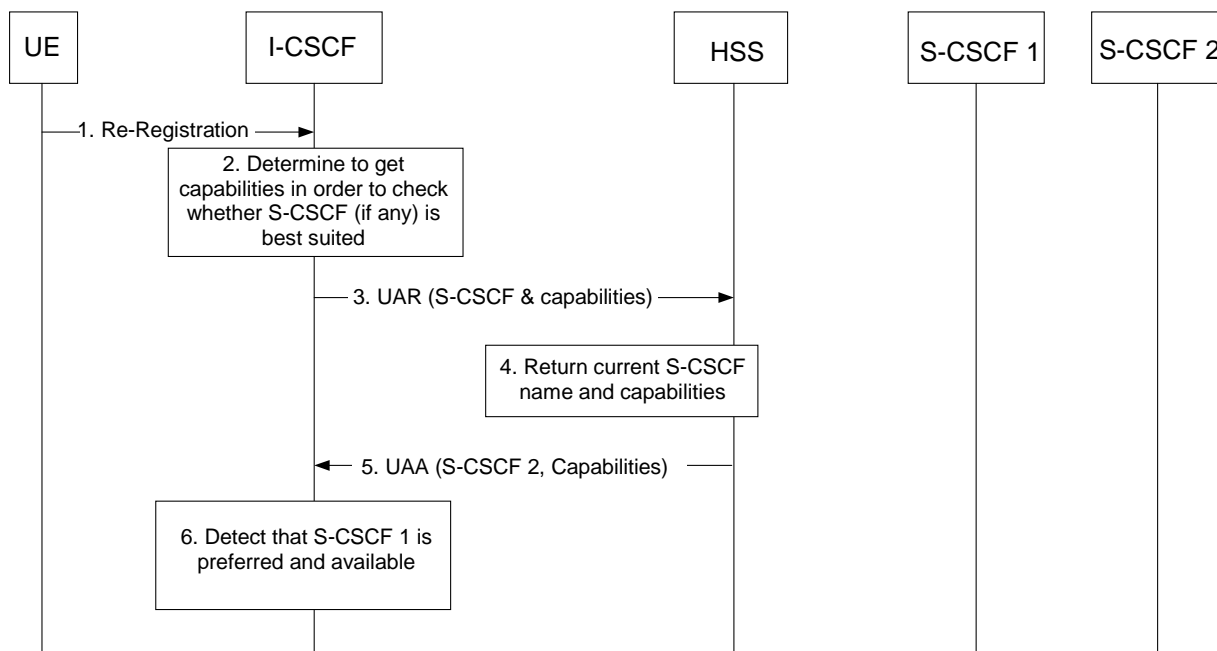 UE
I-CSCF
HSS
S-CSCF 1
S-CSCF 2
1. Re-Registration
2. Determine to get
capabilities in order to check
whether S-CSCF (if any) is
best suited
3. UAR (S-CSCF & capabilities)
4. Return current S-CSCF
name and capabilities
5. UAA (S-CSCF 2, Capabilities)
6. Detect that S-CSCF 1 is
preferred and available